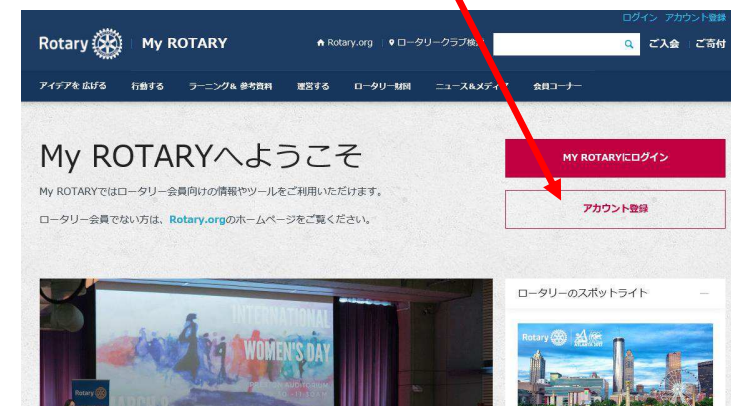 ログイン アカウント登録
Rotary My ROTARY Rotary.org ロータリークラブ検索 ご入会 ご寄付
アイデアを広げる 行動する ラーニング& 参考資料 運営する ロータリー財団 ニュース&メディア 会員コーナー
My ROTARYへようこそ
MY ROTARYにログイン
My ROTARYではロータリー会員向けの情報やツールをご利用いただけます。
アカウント登録
ロータリー会員でない方は、Rotary.orgのホームページをご覧ください。
ロータリーのスポットライト
INTERNATIONAL
WOMEN'S DAY
Rotary
MARCH 8
Rotary